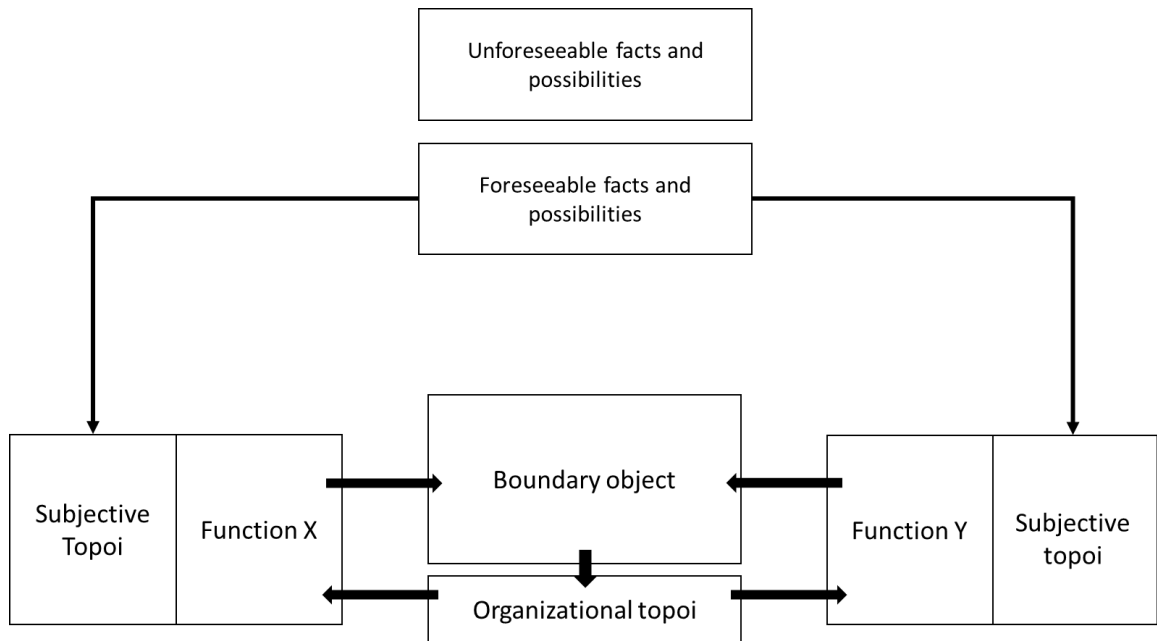 Unforeseeable facts and
possibilities
Foreseeable facts and
possibilities
Subjective
Topoi
Function X
Boundary object
Organizational topoi
Function Y
Subjective
topoi